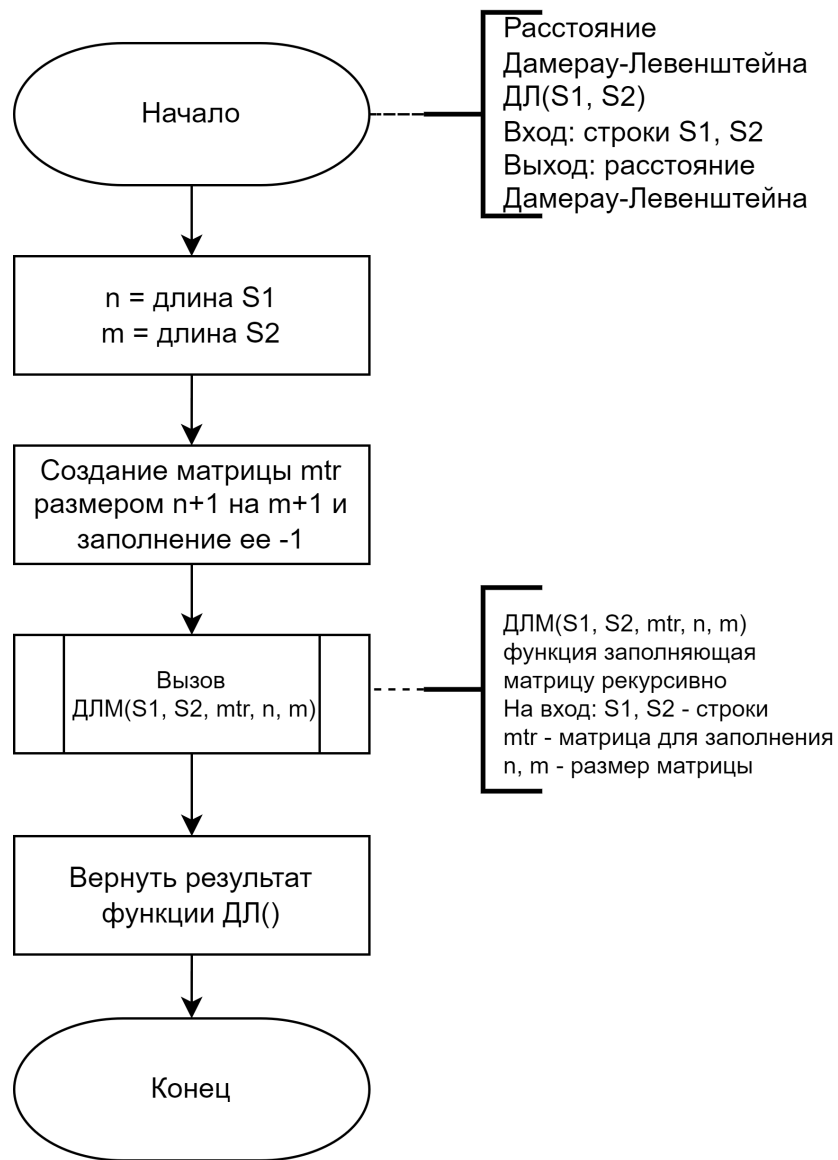 Начало
Расстояние
Дамерау-Левенштейна
ДЛ(S1, S2)
Вход: строки S1, S2
Выход: расстояние
Дамерау-Левенштейна
n = длина S1
m = длина S2
Создание матрицы mtr
размером n+1 на m+1 и
заполнение ее -1
Вызов
ДЛМ(S1, S2, mtr, n, m)
ДЛМ(S1, S2, mtr, n, m)
функция заполняющая
матрицу рекурсивно
На вход: S1, S2 - строки
mtr - матрица для заполнения
n, m - размер матрицы
Вернуть результат
функции ДЛ()
Конец